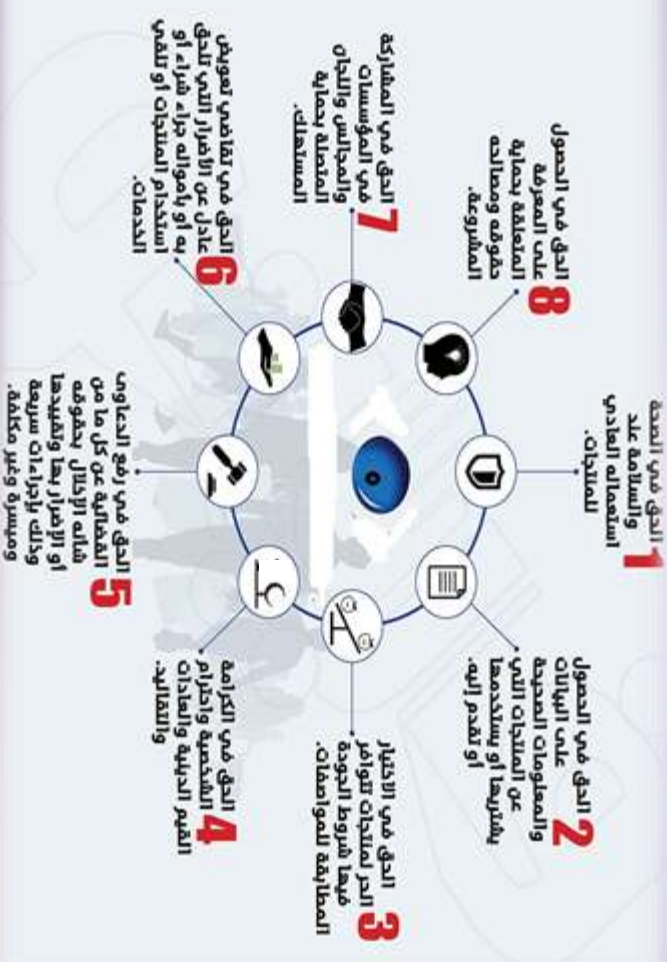 1
الحق في الصحة
والسلامة عند
استعماله العادي
للمنتجات.
2
الحق في الحصول
على البيانات
والمعلومات الصحيحة
عن المنتجات التي
يشتريها أو يستخدمها
أو تقدم إليه.
3
الحق في الاختيار
الحر لمنتجات تتوافر
فيها شروط الجودة
المطابقة للمواصفات.
4
الحق في الكرامة
الشخصية واحترام
القيم الدينية والعادات
والتقاليد.
5
الحق في رفع الدعاوى
القضائية عن كل ما من
شأنه الإخلال بحقوقه
أو الإضرار بها وتقييدها
وذلك بإجراءات سريعة
وميسرة وغير مكلفة.
6
الحق في تقاضي تعويض
عادل عن الأضرار التي تلحق
به أو بأمواله جراء شراء أو
استخدام المنتجات أو تلقي
الخدمات.
7
الحق في المشاركة
في المؤسسات
والمجالس واللجان
المتصلة بحماية
المستهلك.
8
الحق في الحصول
على المعرفة
المتعلقة بحماية
حقوقه ومصالحه
المشروعة.